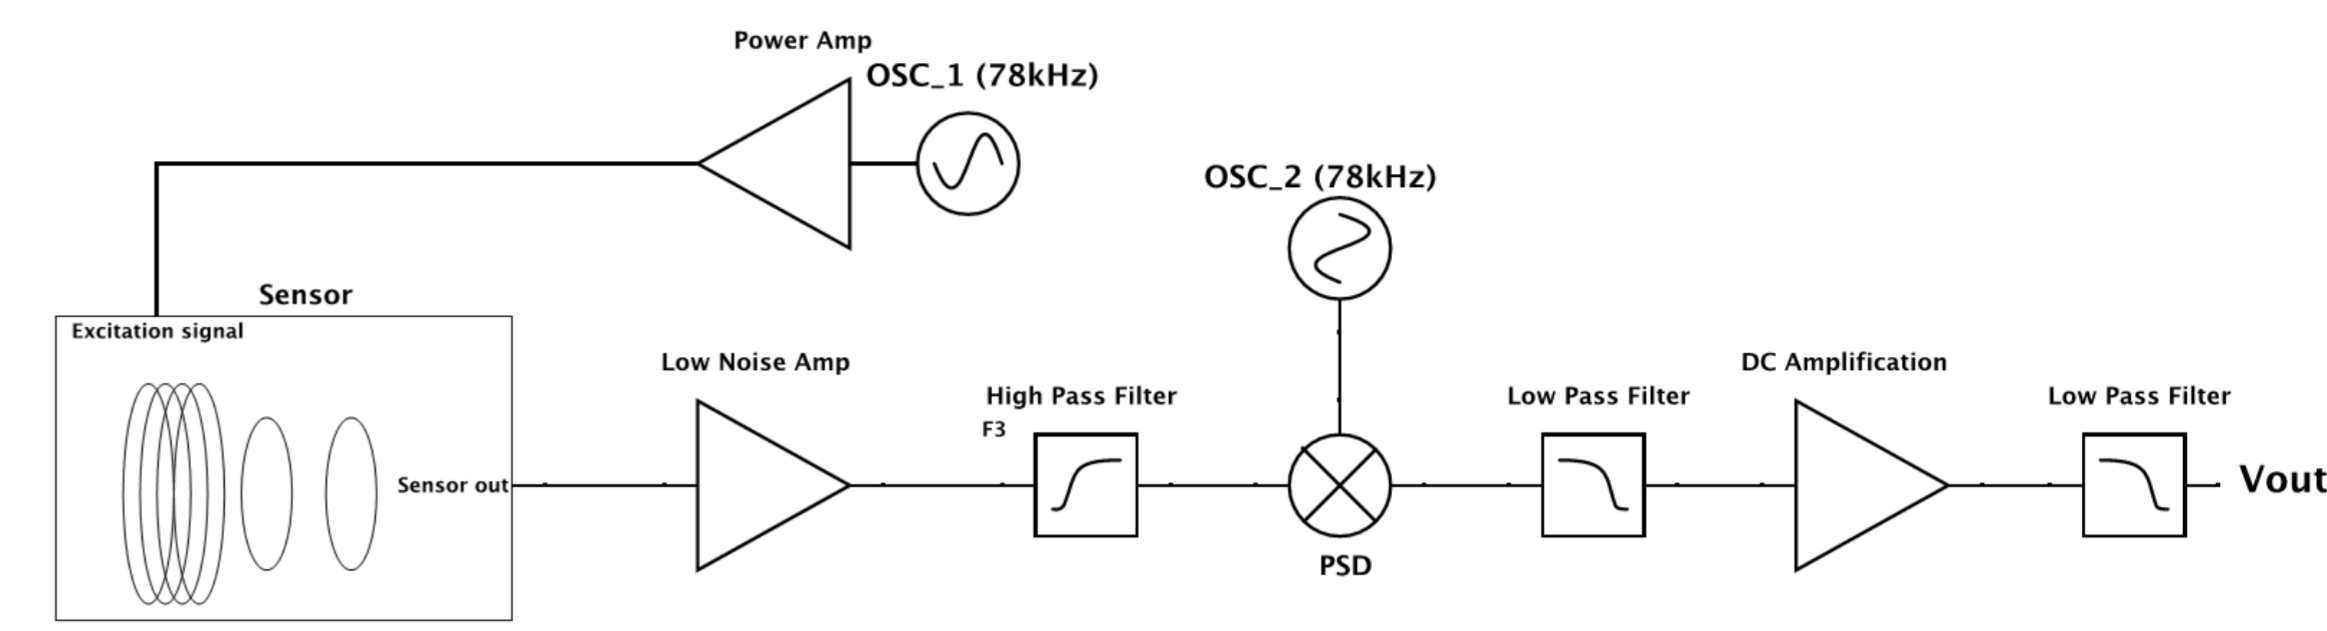 Power Amp
OSC_1 (78kHz)
OSC_2 (78kHz)
Sensor
Excitation signal
Sensor out
Low Noise Amp
High Pass Filter
F3
PSD
Low Pass Filter
DC Amplification
Low Pass Filter
Vout